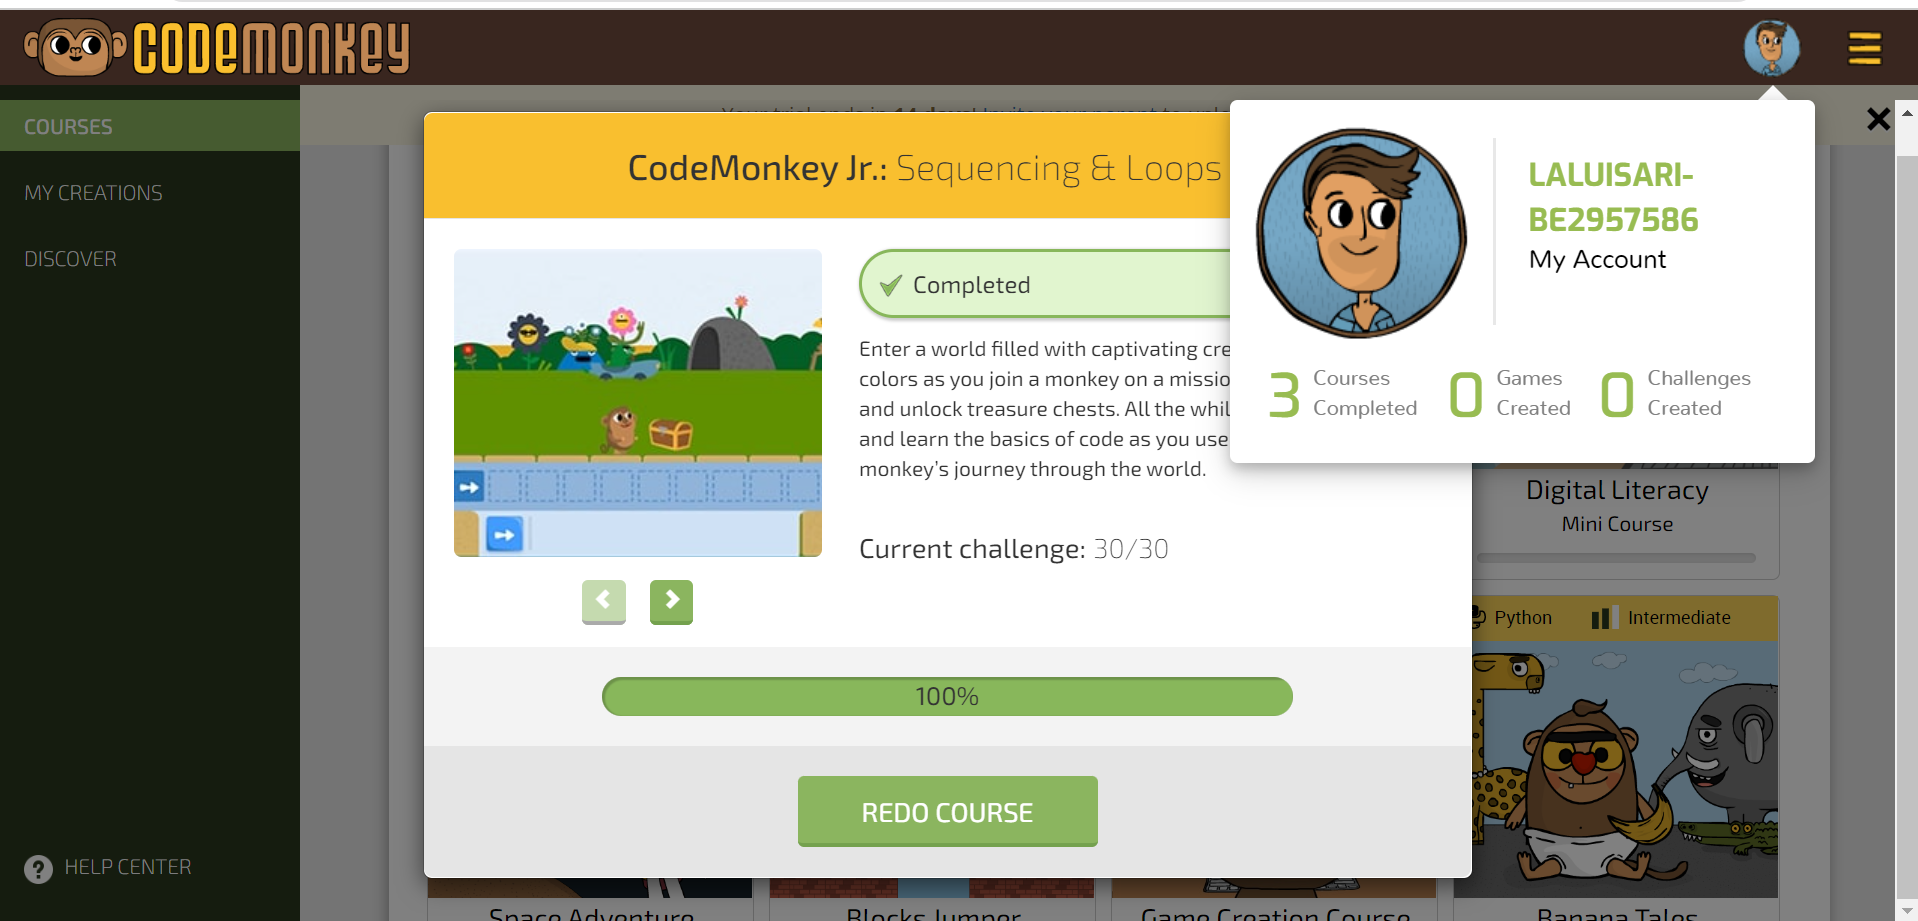 CODEMONKEY
COURSES
MY CREATIONS
DISCOVER
HELP CENTER
CodeMonkey Jr.: Sequencing & Loops
Completed
Enter a world filled with captivating cre
colors as you join a monkey on a missio
and unlock treasure chests. All the whil
and learn the basics of code as you use
monkey's journey through the world.
Current challenge: 30/30
100%
REDO COURSE
LALUISARI-
BE2957586
My Account
3 Courses Completed
0 Games Created
0 Challenges Created
Digital Literacy
Mini Course
Python Intermediate
Space Adventure
Blocks Jumper
Game Creation Course
Banana Tales